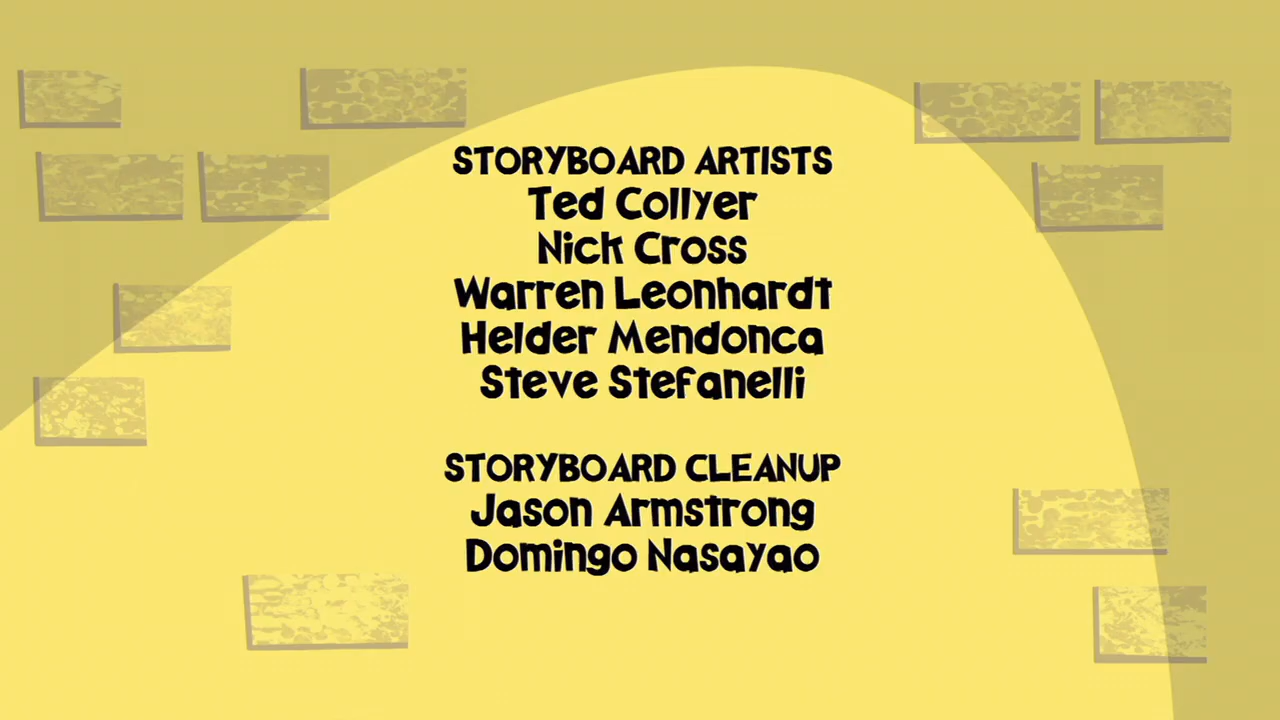 STORYBOARD ARTISTS
Ted Collyer
Nick Cross
Warren Leonhardt
Helder Mendonca
Steve Stefanelli
STORYBOARD CLEANUP
Jason Armstrong
Domingo Nasayao